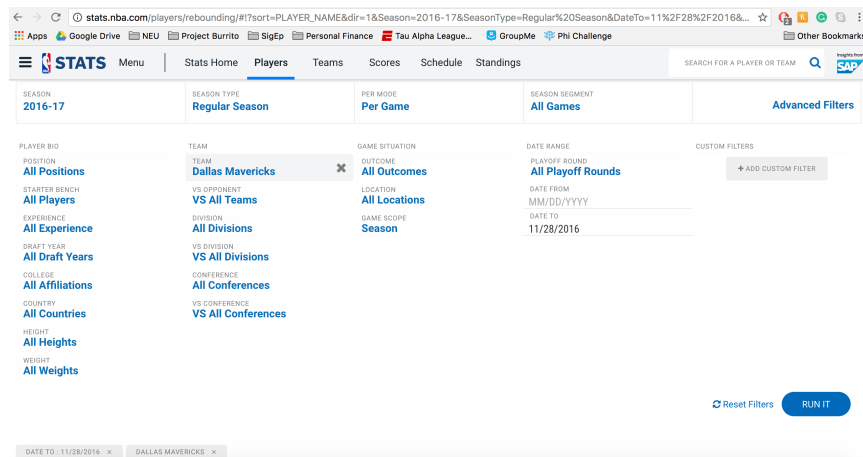 stats.nba.com/players/rebounding/#!?sort=PLAYER_NAME&dir=1&Season=2016-17&SeasonType=Regular%20Season&DateTo=11%2F28%2F2016&...
Apps Google Drive NEU Project Burrito SigEp Personal Finance Tau Alpha League... GroupMe Phi Challenge Other Bookmarks
STATS Menu Stats Home Players Teams Scores Schedule Standings SEARCH FOR A PLAYER OR TEAM Insights from SAP
SEASON SEASON TYPE PER MODE SEASON SEGMENT
2016-17 Regular Season Per Game All Games Advanced Filters
PLAYER BIO TEAM GAME SITUATION DATE RANGE CUSTOM FILTERS
POSITION TEAM OUTCOME PLAYOFF ROUND
All Positions Dallas Mavericks All Outcomes All Playoff Rounds + ADD CUSTOM FILTER
STARTER BENCH VS OPPONENT LOCATION DATE FROM
All Players VS All Teams All Locations MM/DD/YYYY
EXPERIENCE DIVISION GAME SCOPE DATE TO
All Experience All Divisions Season 11/28/2016
DRAFT YEAR VS DIVISION
All Draft Years VS All Divisions
COLLEGE CONFERENCE
All Affiliations All Conferences
COUNTRY VS CONFERENCE
All Countries VS All Conferences
HEIGHT
All Heights
WEIGHT
All Weights
Reset Filters RUN IT
DATE TO : 11/28/2016 × DALLAS MAVERICKS ×